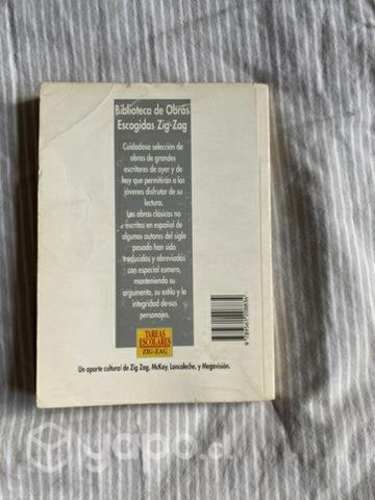 Biblioteca de Obras
Escogidas Zig-Zag
Cuidadosa selección de
obras de grandes
escritores de ayer y de
hoy que permitirán a los
jóvenes disfrutar de su
lectura.
Las obras clásicas no
escritas en español de
algunos autores del siglo
pasado han sido
traducidas y abreviadas
con especial esmero,
manteniendo su
argumento, su estilo y la
integridad de sus
personajes.
TAREAS
ESCOLARES
ZIG-ZAG
Un aporte cultural de Zig Zag, McKay, Loncoleche, y Megavisión.
yapo.cl